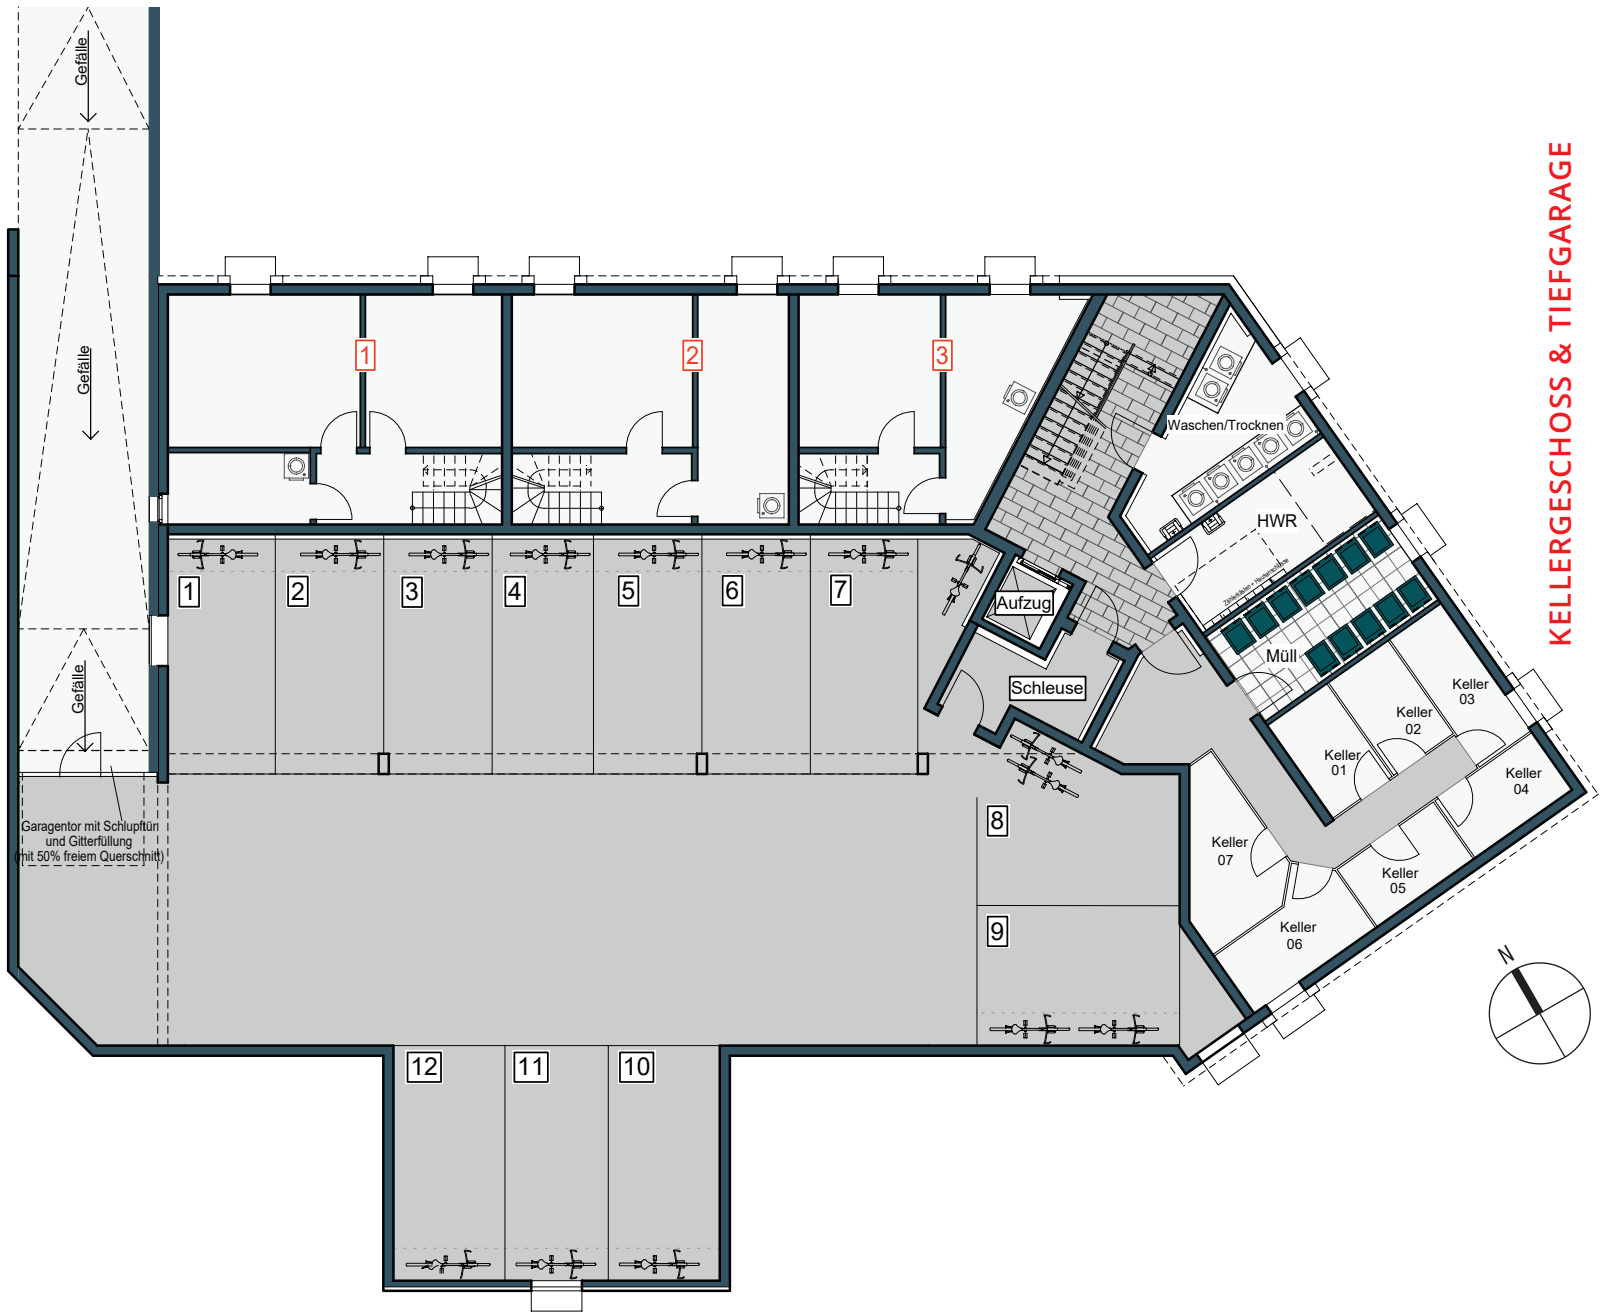 KELLERGESCHOSS & TIEFGARAGE
Gefälle
Gefälle
Gefälle
1
2
3
Waschen/Trocknen
HWR
Zählerkästen + Hausanschlüsse
Müll
Aufzug
Schleuse
1
2
3
4
5
6
7
8
9
10
11
12
Keller
01
Keller
02
Keller
03
Keller
04
Keller
05
Keller
06
Keller
07
Garagentor mit Schlupftür
und Gitterfüllung
(mit 50% freiem Querschnitt)
N